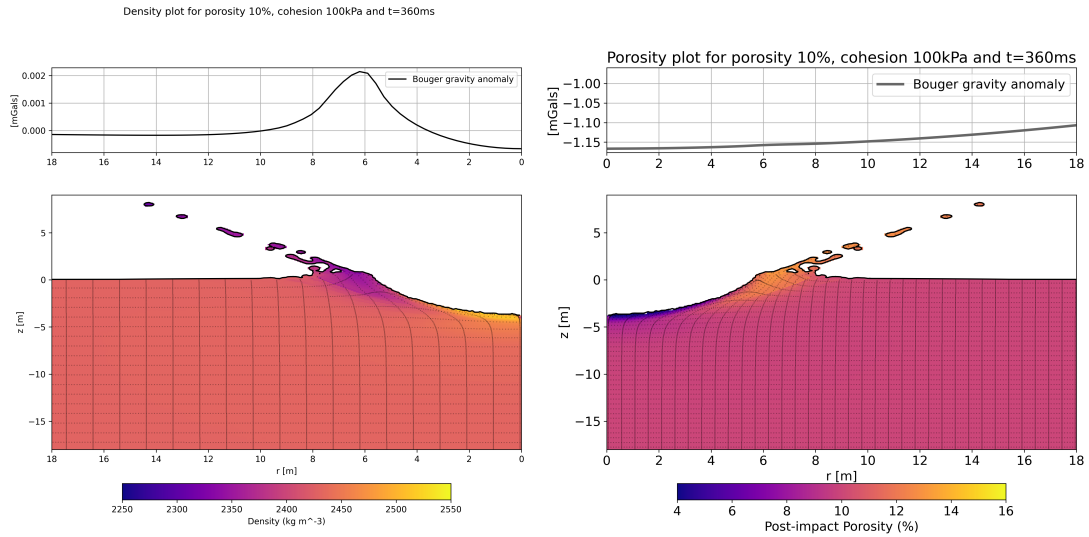 Density plot for porosity 10%, cohesion 100kPa and t=360ms
0.002
0.001
0.000
[mGals]
Bouger gravity anomaly
18 16 14 12 10 8 6 4 2 0
5
0
−5
−10
−15
z [m]
18 16 14 12 10 8 6 4 2 0
r [m]
2250 2300 2350 2400 2450 2500 2550
Density (kg m^-3)
Porosity plot for porosity 10%, cohesion 100kPa and t=360ms
−1.00
−1.05
−1.10
−1.15
[mGals]
Bouger gravity anomaly
0 2 4 6 8 10 12 14 16 18
5
0
−5
−10
−15
z [m]
0 2 4 6 8 10 12 14 16 18
r [m]
4 6 8 10 12 14 16
Post-impact Porosity (%)